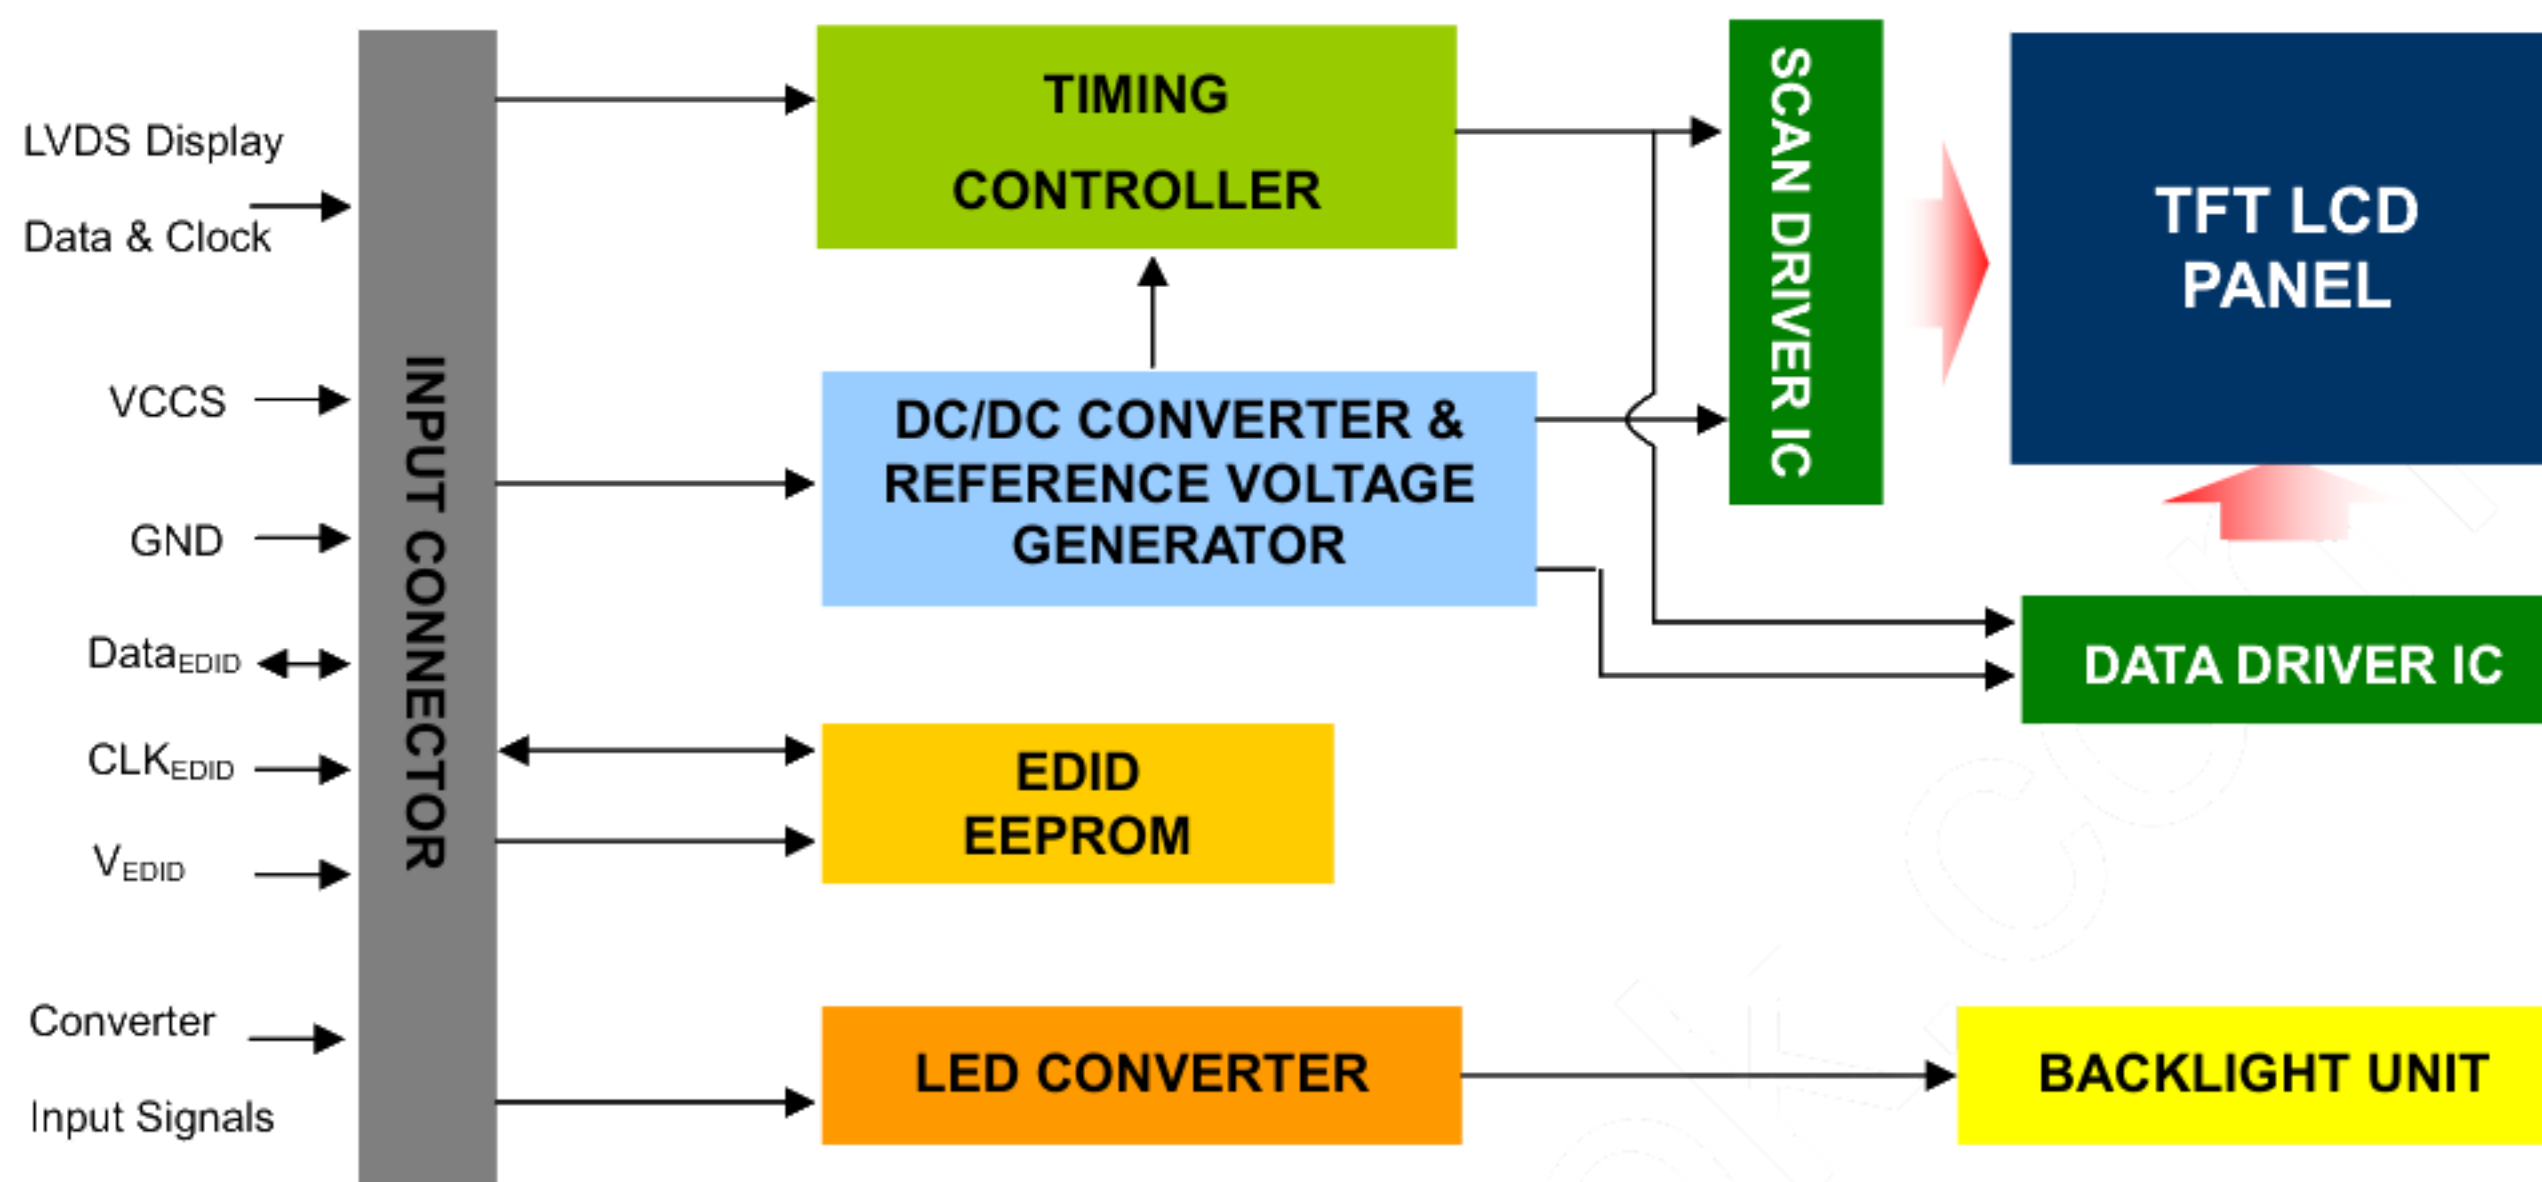 LVDS Display
Data & Clock
VCCS
GND
DataEDID
CLKEDID
VEDID
Converter
Input Signals
INPUT CONNECTOR
TIMING
CONTROLLER
DC/DC CONVERTER &
REFERENCE VOLTAGE
GENERATOR
EDID
EEPROM
LED CONVERTER
SCAN DRIVER IC
TFT LCD
PANEL
DATA DRIVER IC
BACKLIGHT UNIT